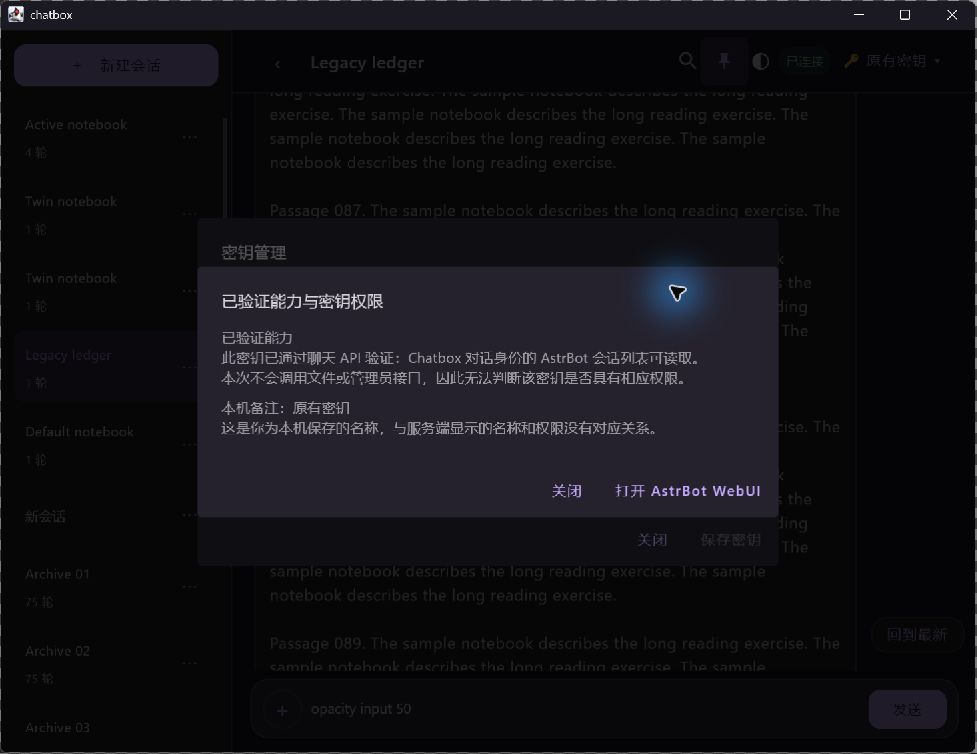 chatbox
+ 新建会话
Legacy ledger
已连接
原有密钥
Active notebook
4 轮
Twin notebook
1 轮
Twin notebook
1 轮
Legacy ledger
1 轮
Default notebook
1 轮
新会话
Archive 01
75 轮
Archive 02
75 轮
Archive 03
long reading exercise. The sample notebook describes the long reading
exercise. The sample notebook describes the long reading exercise. The
sample notebook describes the long reading exercise. The sample
notebook describes the long reading exercise.
Passage 087. The sample notebook describes the long reading exercise. The
密钥管理
已验证能力与密钥权限
已验证能力
此密钥已通过聊天 API 验证：Chatbox 对话身份的 AstrBot 会话列表可读取。
本次不会调用文件或管理员接口，因此无法判断该密钥是否具有相应权限。
本机备注：原有密钥
这是你为本机保存的名称，与服务端显示的名称和权限没有对应关系。
关闭
打开 AstrBot WebUI
关闭
保存密钥
sample notebook describes the long reading exercise. The sample
notebook describes the long reading exercise.
Passage 089. The sample notebook describes the long reading exercise. The
sample notebook describes the long reading exercise. The sample
回到最新
+
opacity input 50
发送